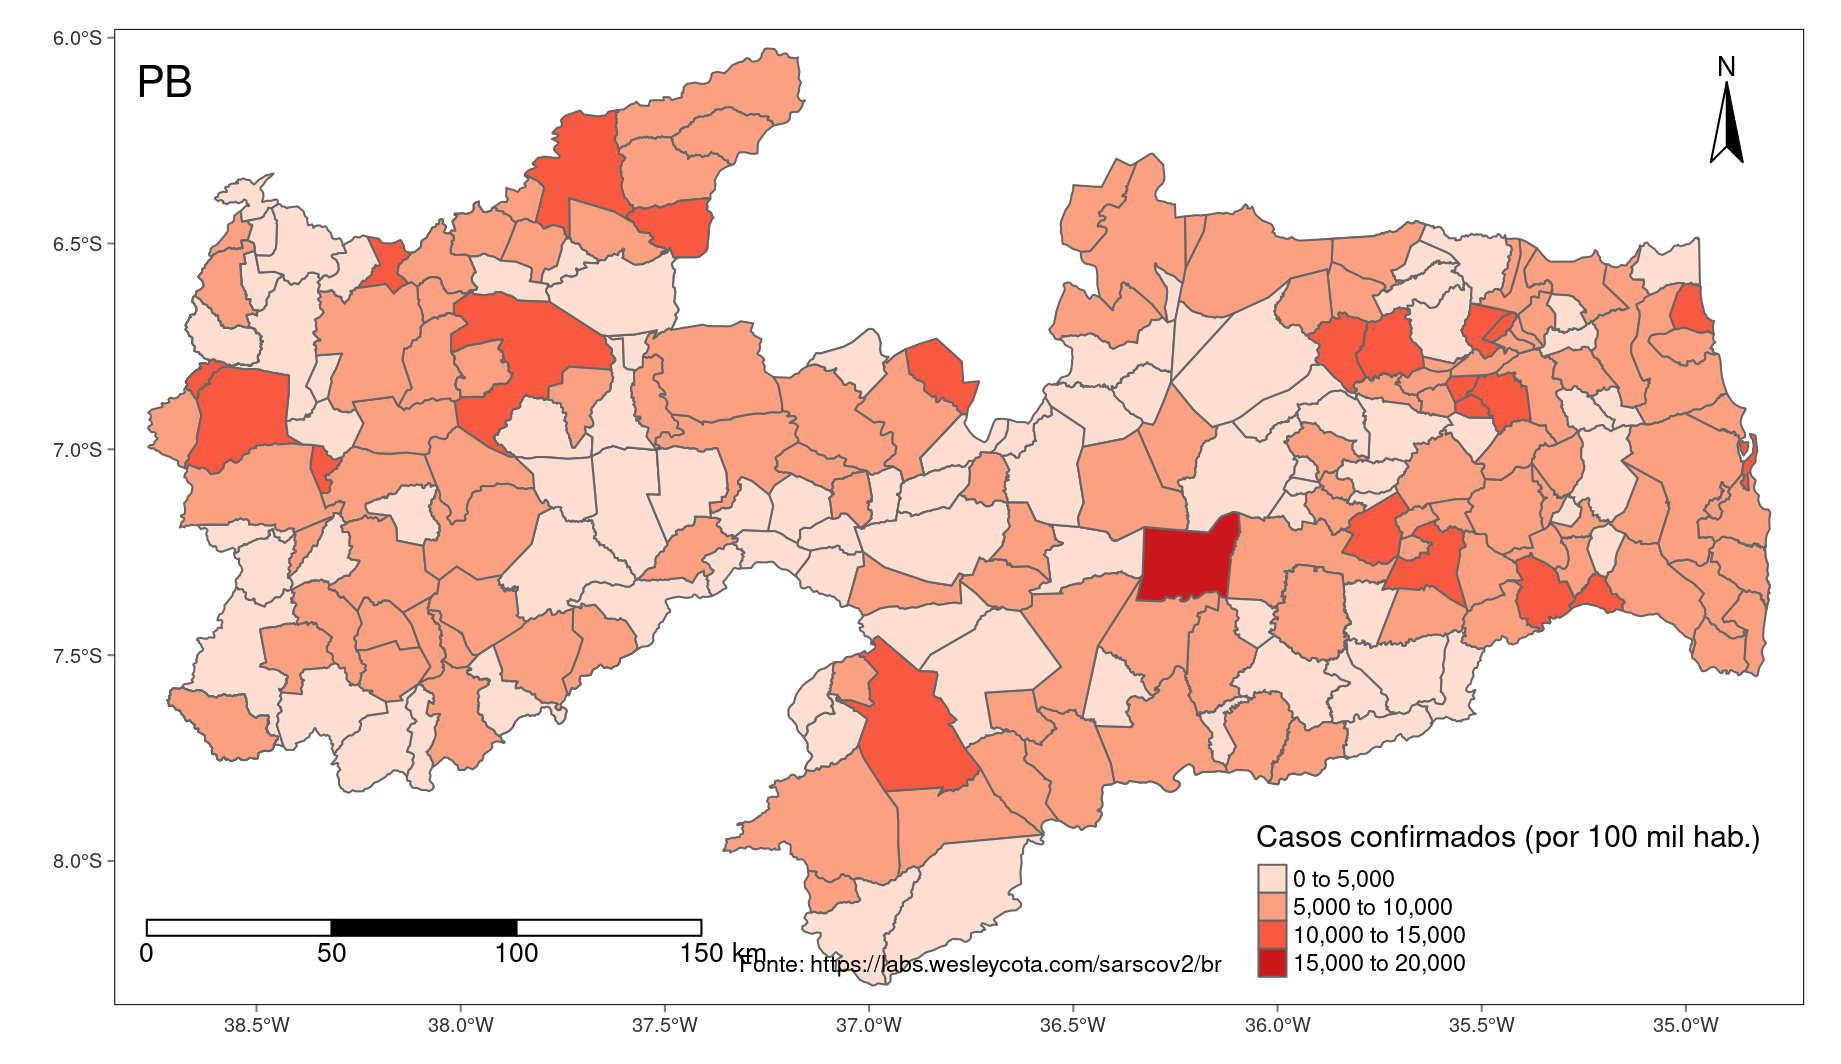 6.0°S
PB
N
6.5°S
7.0°S
7.5°S
8.0°S
Casos confirmados (por 100 mil hab.)
0 to 5,000
5,000 to 10,000
10,000 to 15,000
15,000 to 20,000
0 50 100 150 km
Fonte: https://labs.wesleycota.com/sarscov2/br
38.5°W 38.0°W 37.5°W 37.0°W 36.5°W 36.0°W 35.5°W 35.0°W